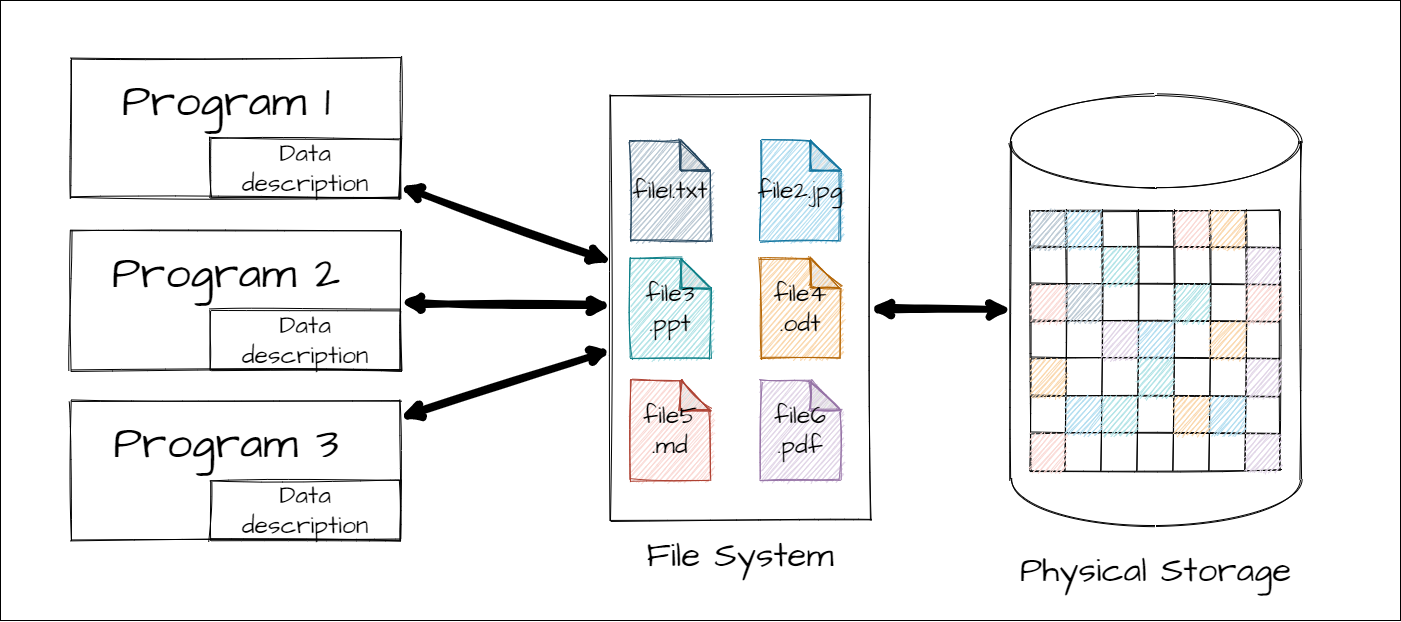 Program 1
Data
description
Program 2
Data
description
Program 3
Data
description
file1.txt
file2.jpg
file3
.ppt
file4
.odt
file5
.md
file6
.pdf
File System
Physical Storage